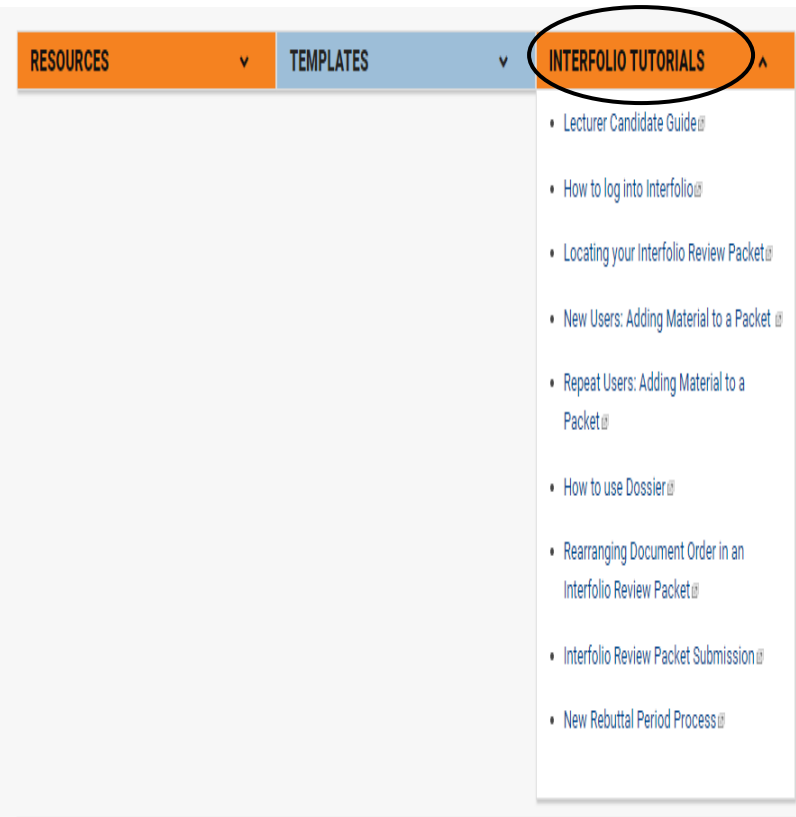 RESOURCES
TEMPLATES
INTERFOLIO TUTORIALS
• Lecturer Candidate Guide
• How to log into Interfolio
• Locating your Interfolio Review Packet
• New Users: Adding Material to a Packet
• Repeat Users: Adding Material to a
Packet
• How to use Dossier
• Rearranging Document Order in an
Interfolio Review Packet
• Interfolio Review Packet Submission
• New Rebuttal Period Process